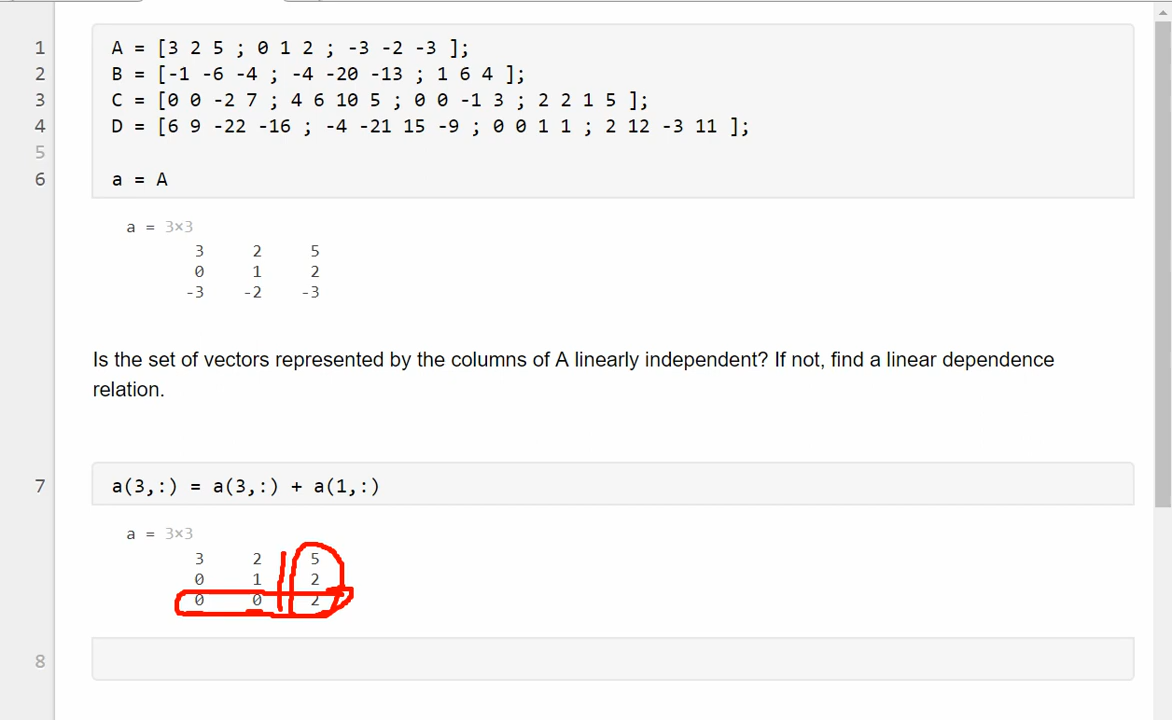 1 A = [3 2 5 ; 0 1 2 ; -3 -2 -3 ];
2 B = [-1 -6 -4 ; -4 -20 -13 ; 1 6 4 ];
3 C = [0 0 -2 7 ; 4 6 10 5 ; 0 0 -1 3 ; 2 2 1 5 ];
4 D = [6 9 -22 -16 ; -4 -21 15 -9 ; 0 0 1 1 ; 2 12 -3 11 ];
5
6 a = A
a = 3×3
3 2 5
0 1 2
-3 -2 -3
Is the set of vectors represented by the columns of A linearly independent? If not, find a linear dependence
relation.
7 a(3,:) = a(3,:) + a(1,:)
a = 3×3
3 2 5
0 1 2
0 0 2
8